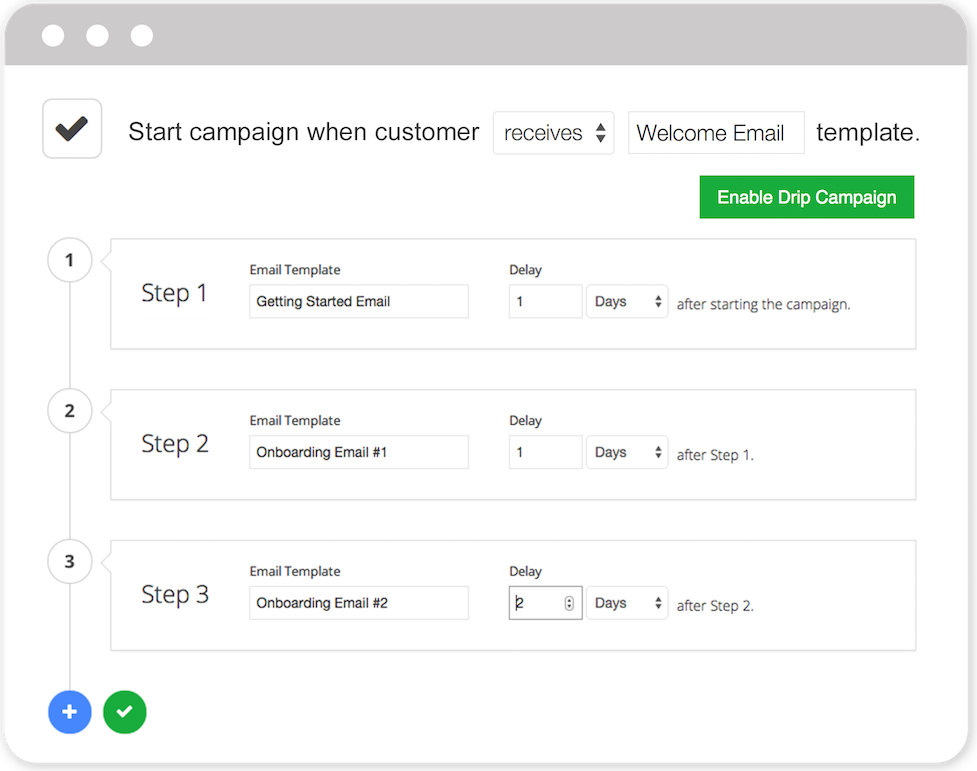 Start campaign when customer receives Welcome Email template.
Enable Drip Campaign
1
Step 1
Email Template
Getting Started Email
Delay
1 Days after starting the campaign.
2
Step 2
Email Template
Onboarding Email #1
Delay
1 Days after Step 1.
3
Step 3
Email Template
Onboarding Email #2
Delay
2 Days after Step 2.